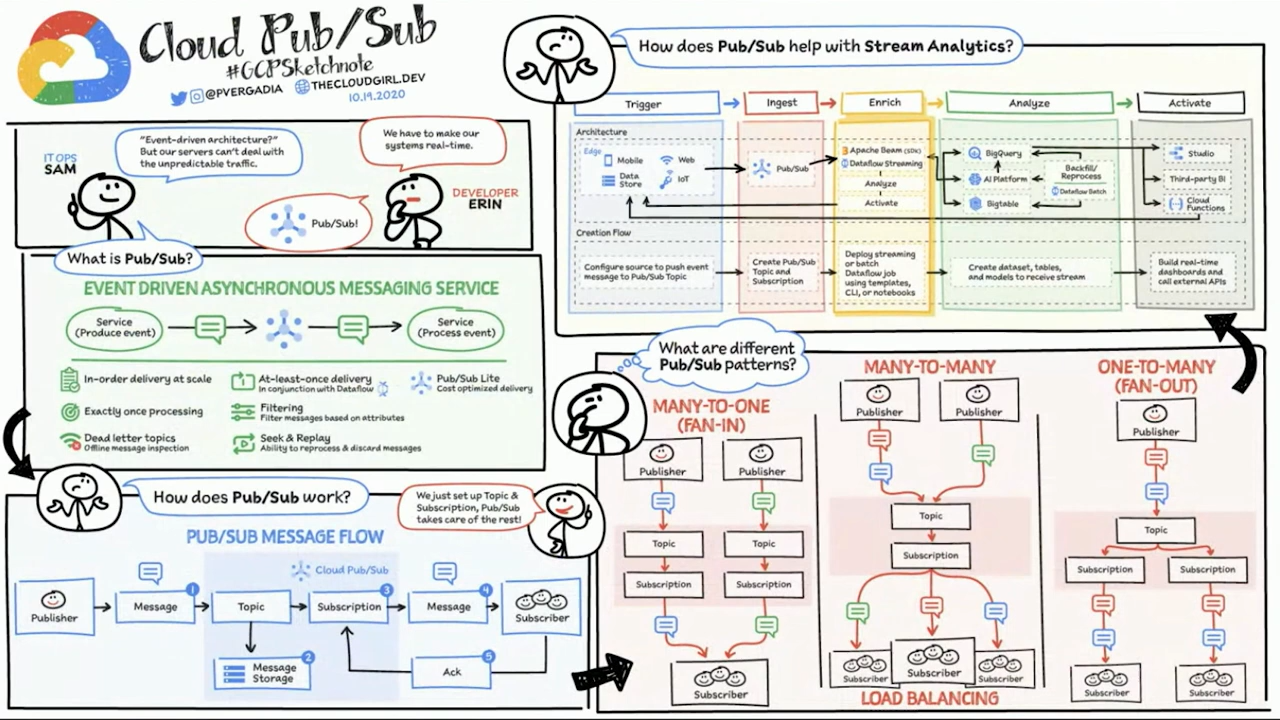 Cloud Pub/Sub
#GCPSketchnote
@PVERGADIA THECLOUDGIRL.DEV
10.19.2020
"Event-driven architecture?"
But our servers can't deal with
the unpredictable traffic.
We have to make our
systems real-time.
IT OPS
SAM
DEVELOPER
ERIN
Pub/Sub!
What is Pub/Sub?
EVENT DRIVEN ASYNCHRONOUS MESSAGING SERVICE
Service
(Produce event)
Service
(Process event)
In-order delivery at scale
At-least-once delivery
In conjunction with Dataflow
Pub/Sub Lite
Cost optimized delivery
Exactly once processing
Filtering
Filter messages based on attributes
Dead letter topics
Offline message inspection
Seek & Replay
Ability to reprocess & discard messages
How does Pub/Sub work?
We just set up Topic &
Subscription, Pub/Sub
takes care of the rest!
PUB/SUB MESSAGE FLOW
Cloud Pub/Sub
Publisher
1
Message
Topic
3
Subscription
4
Message
Subscriber
2
Message
Storage
5
Ack
How does Pub/Sub help with Stream Analytics?
Trigger
Ingest
Enrich
Analyze
Activate
Architecture
Edge
Mobile
Web
Data
Store
IoT
Pub/Sub
Apache Beam (SDK)
Dataflow Streaming
Analyze
Activate
BigQuery
AI Platform
Bigtable
Backfill/
Reprocess
Dataflow Batch
Studio
Third-party BI
Cloud
Functions
Creation Flow
Configure source to push event
message to Pub/Sub Topic
Create Pub/Sub
Topic and
Subscription
Deploy streaming
or batch
Dataflow job
using templates,
CLI, or notebooks
Create dataset, tables,
and models to receive stream
Build real-time
dashboards and
call external APIs
What are different
Pub/Sub patterns?
MANY-TO-ONE
(FAN-IN)
Publisher
Publisher
Topic
Topic
Subscription
Subscription
Subscriber
MANY-TO-MANY
Publisher
Publisher
Topic
Subscription
Subscriber
Subscriber
Subscriber
LOAD BALANCING
ONE-TO-MANY
(FAN-OUT)
Publisher
Topic
Subscription
Subscription
Subscriber
Subscriber